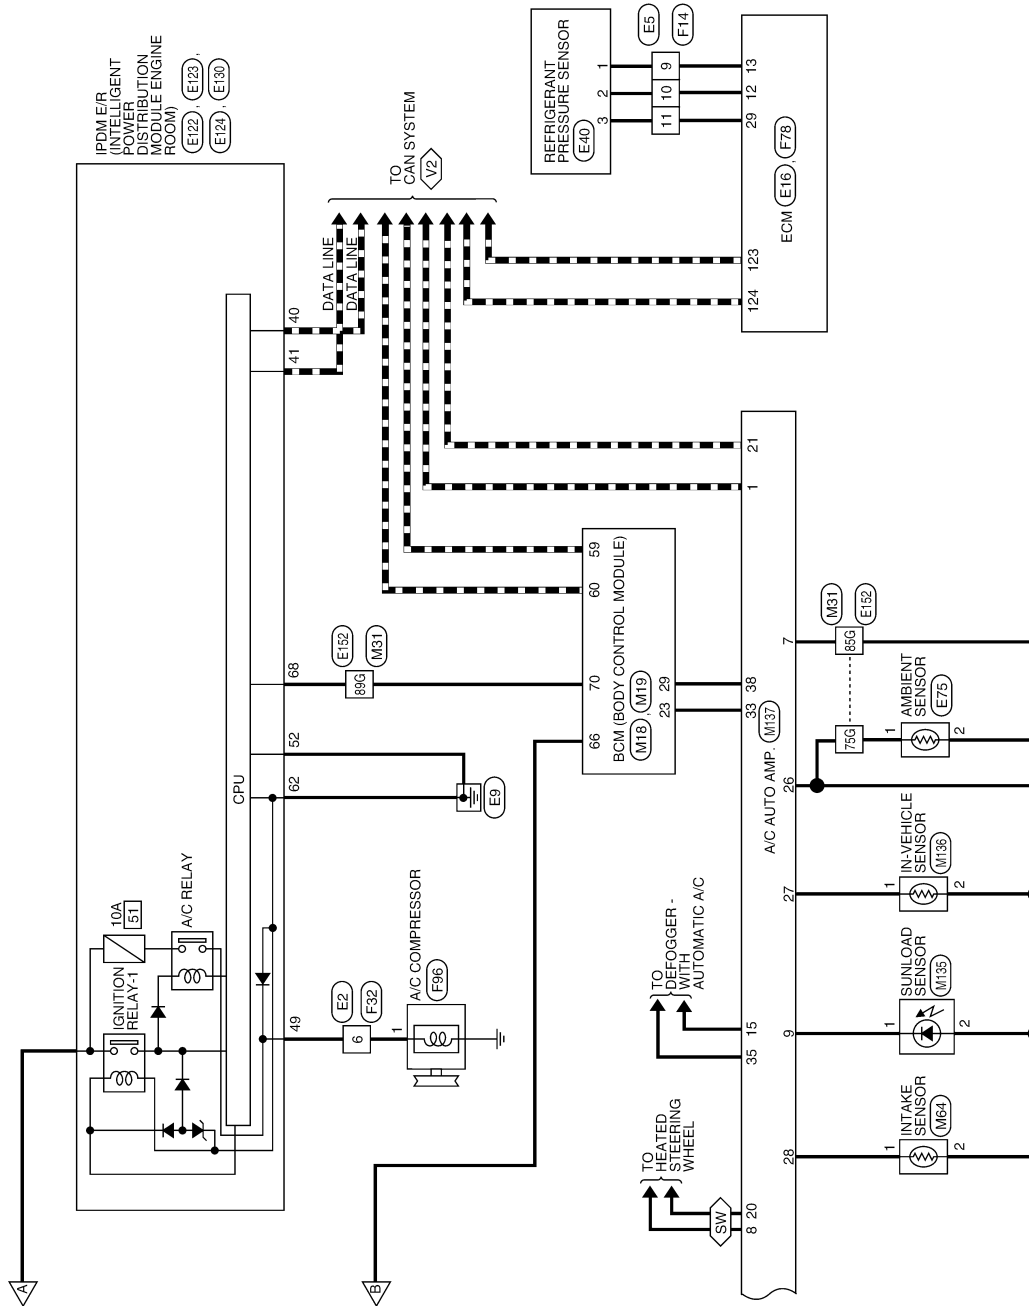 A
B
IPDM E/R
(INTELLIGENT
POWER
DISTRIBUTION
MODULE ENGINE
ROOM)
E122 , E123 ,
E124 , E130
IGNITION
RELAY-1
10A
51
A/C RELAY
CPU
49
62
52
68
41
40
DATA LINE
DATA LINE
TO
CAN SYSTEM
V2
E2
F32
6
1
A/C COMPRESSOR
F96
E9
E152
M31
89G
66
70
60
59
BCM (BODY CONTROL MODULE)
M18 , M19
23
29
REFRIGERANT
PRESSURE SENSOR
E40
3
2
1
E5
F14
11
10
9
29
12
13
ECM E16 , F78
124
123
TO
HEATED
STEERING
WHEEL
SW
8
20
TO
DEFOGGER -
WITH
AUTOMATIC A/C
35
15
33
38
1
21
A/C AUTO AMP. M137
28
9
27
26
7
1
INTAKE
SENSOR
M64
2
1
SUNLOAD
SENSOR
M135
2
1
IN-VEHICLE
SENSOR
M136
2
75G
85G
M31
E152
1
AMBIENT
SENSOR
E75
2